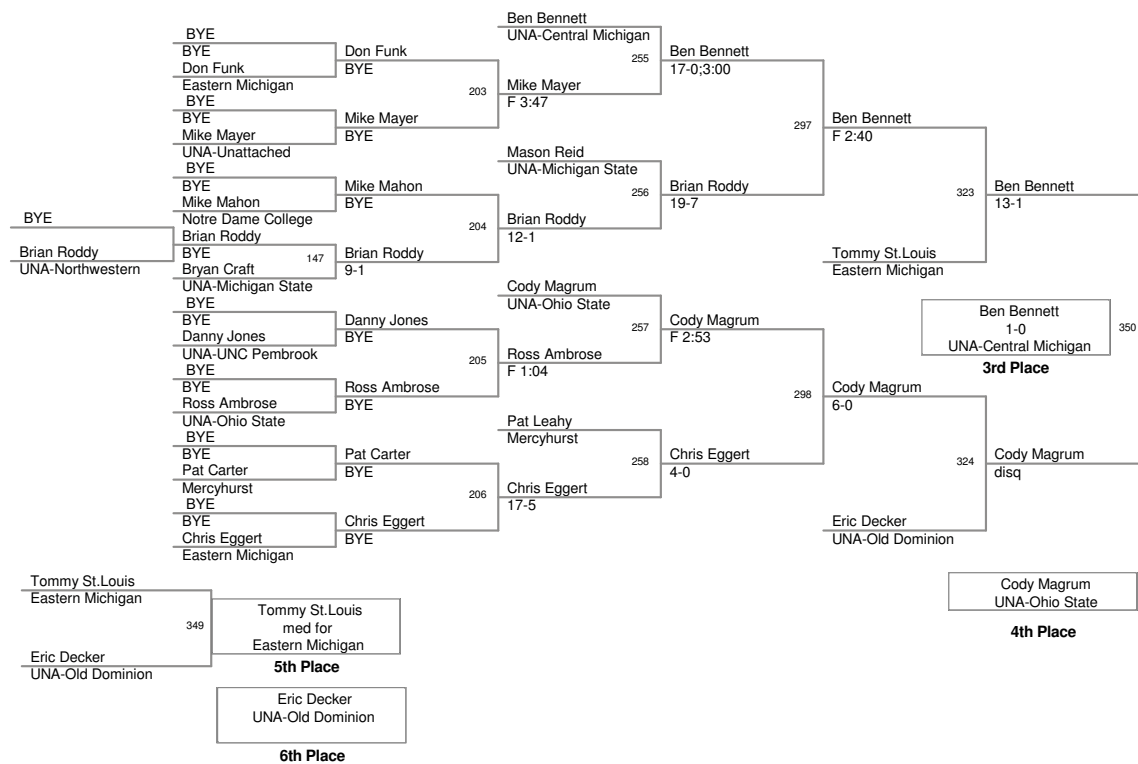 BYE
Brian Roddy
UNA-Northwestern
BYE
BYE
Don Funk
Eastern Michigan
BYE
BYE
Mike Mayer
UNA-Unattached
BYE
BYE
Mike Mahon
Notre Dame College
Brian Roddy
BYE
147
Bryan Craft
UNA-Michigan State
BYE
BYE
Danny Jones
UNA-UNC Pembrook
BYE
BYE
Ross Ambrose
UNA-Ohio State
BYE
BYE
Pat Carter
Mercyhurst
BYE
BYE
Chris Eggert
Eastern Michigan
Don Funk
BYE
203
Mike Mayer
BYE
Mike Mahon
BYE
204
Brian Roddy
9-1
Danny Jones
BYE
205
Ross Ambrose
BYE
Pat Carter
BYE
206
Chris Eggert
BYE
Ben Bennett
UNA-Central Michigan
255
Mike Mayer
F 3:47
Mason Reid
UNA-Michigan State
256
Brian Roddy
12-1
Cody Magrum
UNA-Ohio State
257
Ross Ambrose
F 1:04
Pat Leahy
Mercyhurst
258
Chris Eggert
17-5
Ben Bennett
17-0;3:00
297
Brian Roddy
19-7
Cody Magrum
F 2:53
298
Chris Eggert
4-0
Ben Bennett
F 2:40
323
Tommy St.Louis
Eastern Michigan
Cody Magrum
6-0
324
Eric Decker
UNA-Old Dominion
Ben Bennett
13-1
Ben Bennett
1-0
UNA-Central Michigan
350
3rd Place
Cody Magrum
disq
Cody Magrum
UNA-Ohio State
4th Place
Tommy St.Louis
Eastern Michigan
349
Eric Decker
UNA-Old Dominion
Tommy St.Louis
med for
Eastern Michigan
5th Place
Eric Decker
UNA-Old Dominion
6th Place